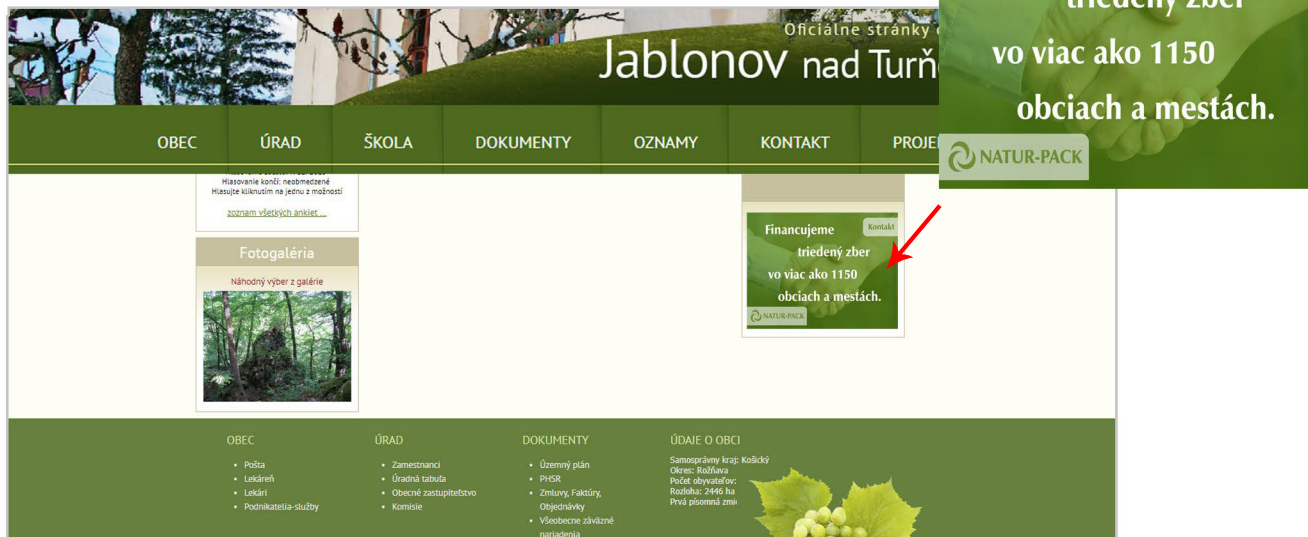 Oficiálne stránky
Jablonov nad Turň
triedený zber
vo viac ako 1150
obciach a mestách.
NATUR-PACK
OBEC
ÚRAD
ŠKOLA
DOKUMENTY
OZNAMY
KONTAKT
PROJE
Hlasovanie končí: neobmedzené
Hlasujte kliknutím na jednu z možností
zoznam všetkých ankiet ...
Fotogaléria
Náhodný výber z galérie
Financujeme
Kontakt
triedený zber
vo viac ako 1150
obciach a mestách.
NATUR-PACK
OBEC
Pošta
Lekáreň
Lekári
Podnikatelia-služby
ÚRAD
Zamestnanci
Úradná tabuľa
Obecné zastupiteľstvo
Komisie
DOKUMENTY
Územný plán
PHSR
Zmluvy, Faktúry,
Objednávky
Všeobecne záväzné
nariadenia
ÚDAJE O OBCI
Samosprávny kraj: Košický
Okres: Rožňava
Počet obyvateľov:
Rozloha: 2446 ha
Prvá písomná zmi